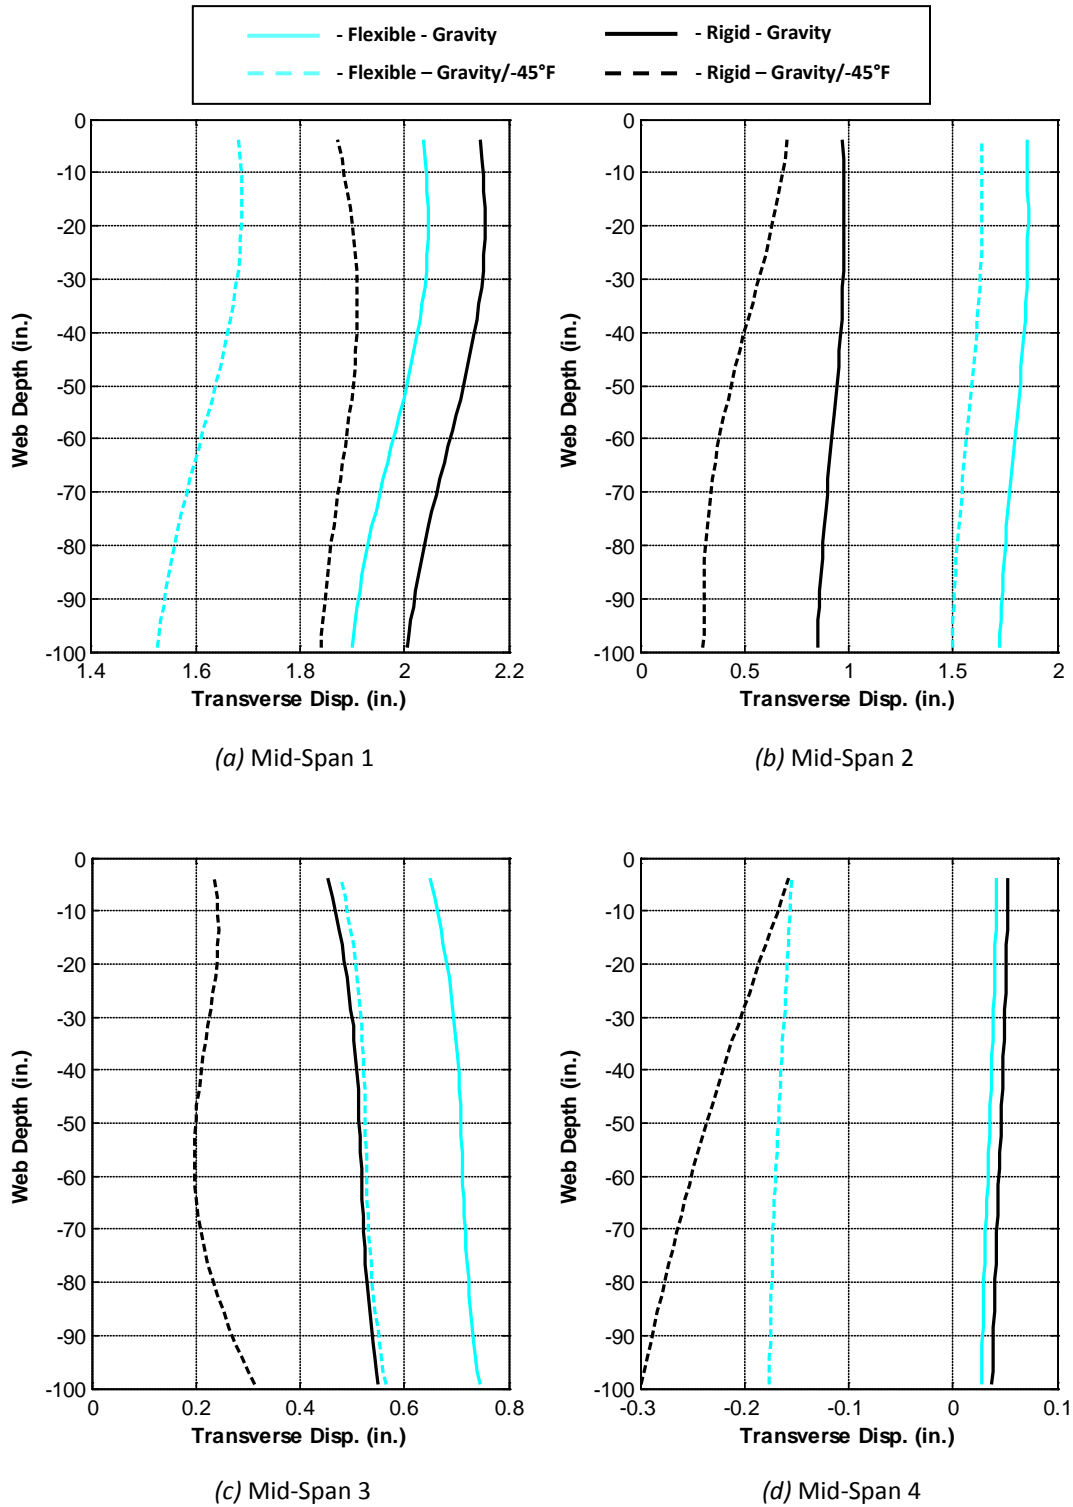 - Flexible - Gravity
- Rigid - Gravity
- Flexible – Gravity/-45°F
- Rigid – Gravity/-45°F
0
-10
-20
-30
-40
-50
-60
-70
-80
-90
-100
Web Depth (in.)
1.4 1.6 1.8 2 2.2
Transverse Disp. (in.)
(a) Mid-Span 1
0
-10
-20
-30
-40
-50
-60
-70
-80
-90
-100
Web Depth (in.)
0 0.5 1 1.5 2
Transverse Disp. (in.)
(b) Mid-Span 2
0
-10
-20
-30
-40
-50
-60
-70
-80
-90
-100
Web Depth (in.)
0 0.2 0.4 0.6 0.8
Transverse Disp. (in.)
(c) Mid-Span 3
0
-10
-20
-30
-40
-50
-60
-70
-80
-90
-100
Web Depth (in.)
-0.3 -0.2 -0.1 0 0.1
Transverse Disp. (in.)
(d) Mid-Span 4